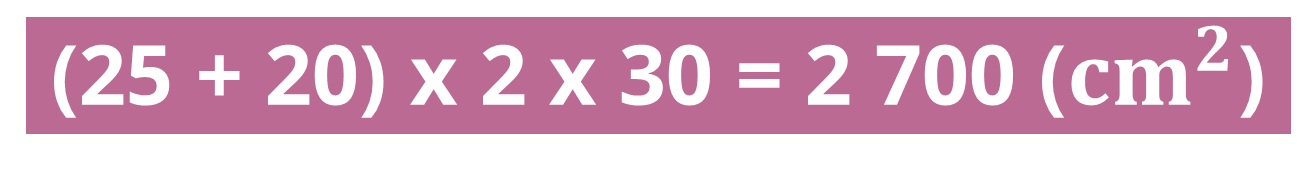 (25 + 20) x 2 x 30 = 2 700 (cm²)